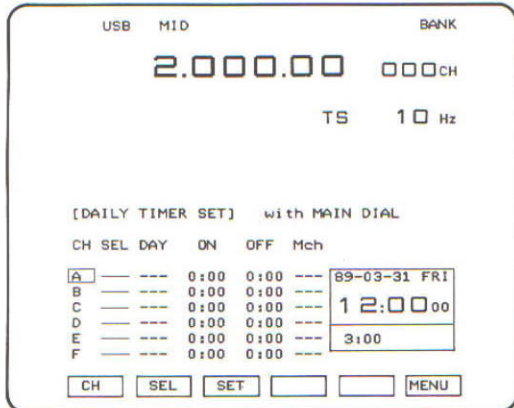 USB MID BANK
2.000.00 000CH
TS 10 Hz
[DAILY TIMER SET] with MAIN DIAL
CH SEL DAY ON OFF Mch
A --- --- 0:00 0:00 --- 89-03-31 FRI
B --- --- 0:00 0:00 ---
C --- --- 0:00 0:00 --- 12:00 00
D --- --- 0:00 0:00 ---
E --- --- 0:00 0:00 --- 3:00
F --- --- 0:00 0:00 ---
CH SEL SET MENU